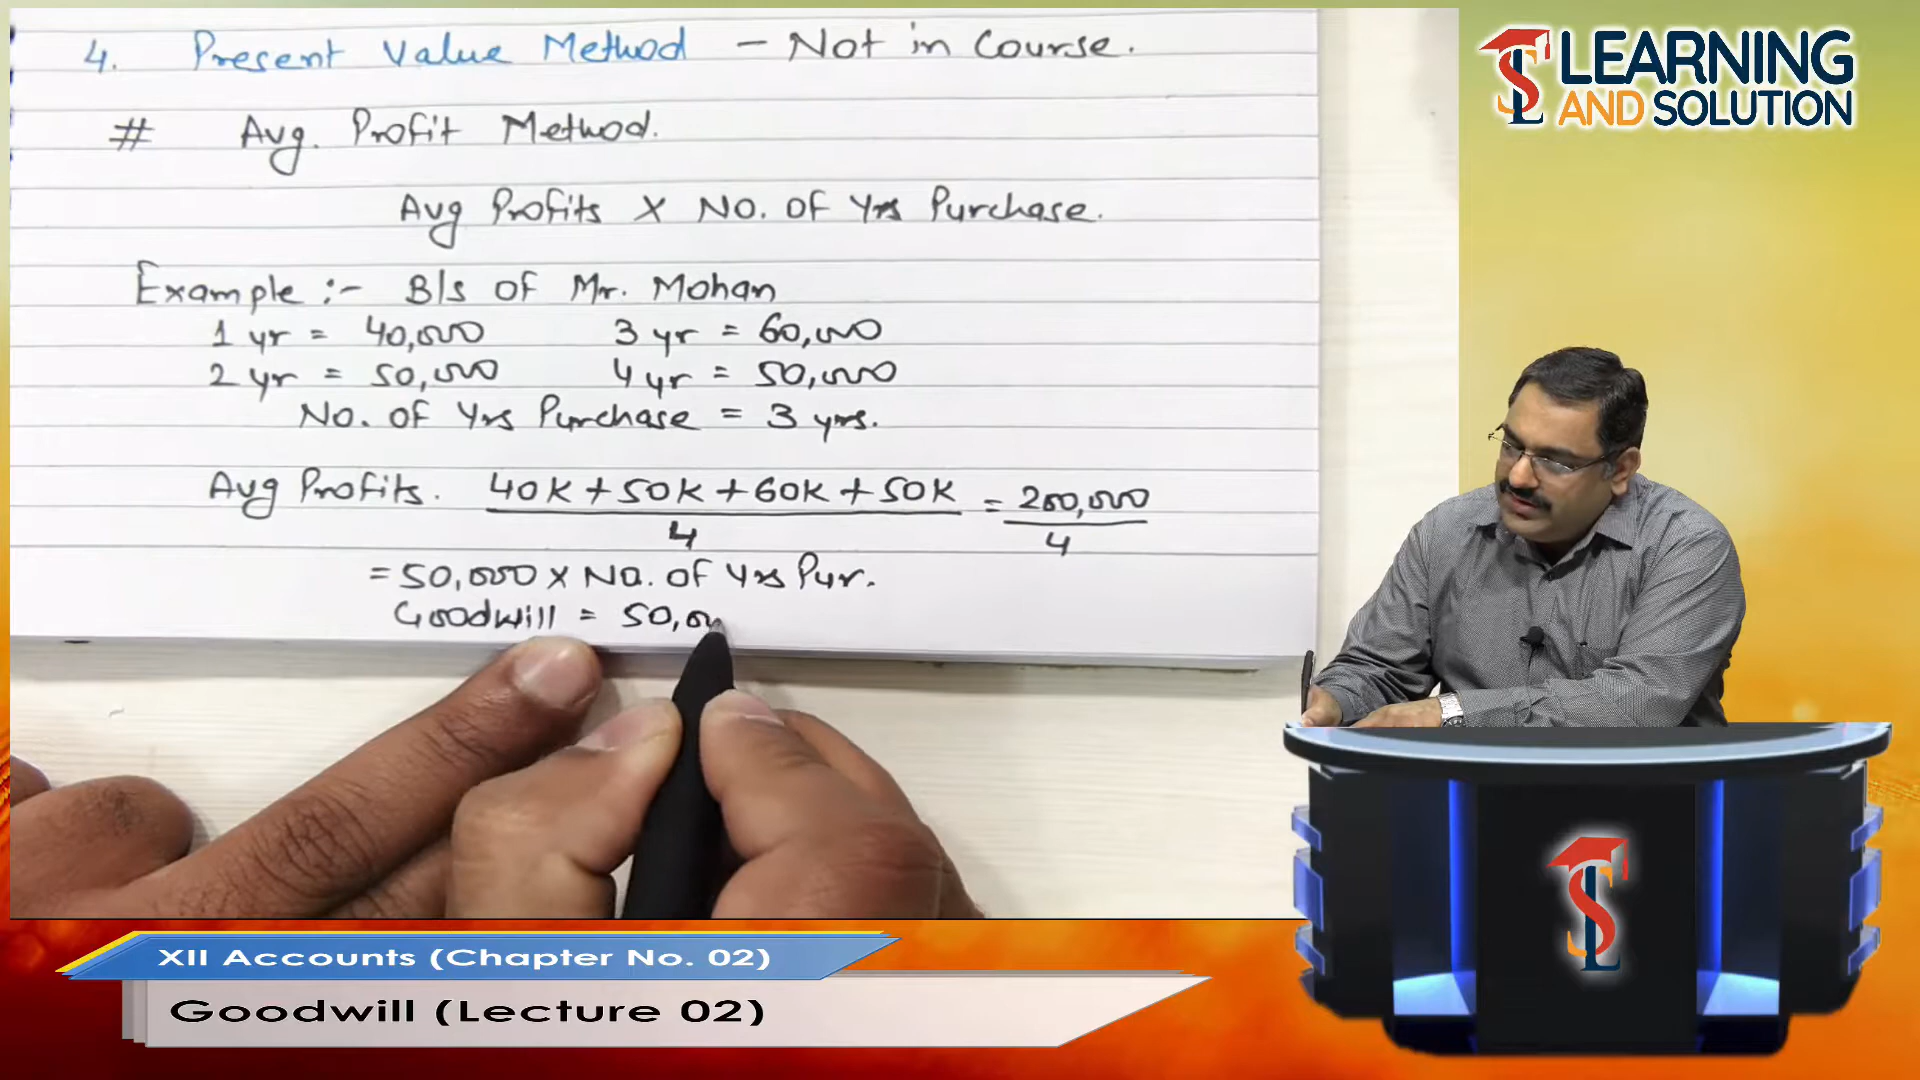 4. Present Value Method - Not in Course.
# Avg. Profit Method.
Avg Profits X No. of Yrs Purchase.
Example :- B/s of Mr. Mohan
1 yr = 40,000 3 yr = 60,000
2 yr = 50,000 4 yr = 50,000
No. of Yrs Purchase = 3 yrs.
Avg Profits. 40K + 50K + 60K + 50K = 200,000
4 4
= 50,000 x No. of Yrs Pur.
Goodwill = 50,00
LEARNING
AND SOLUTION
XII Accounts (Chapter No. 02)
Goodwill (Lecture 02)